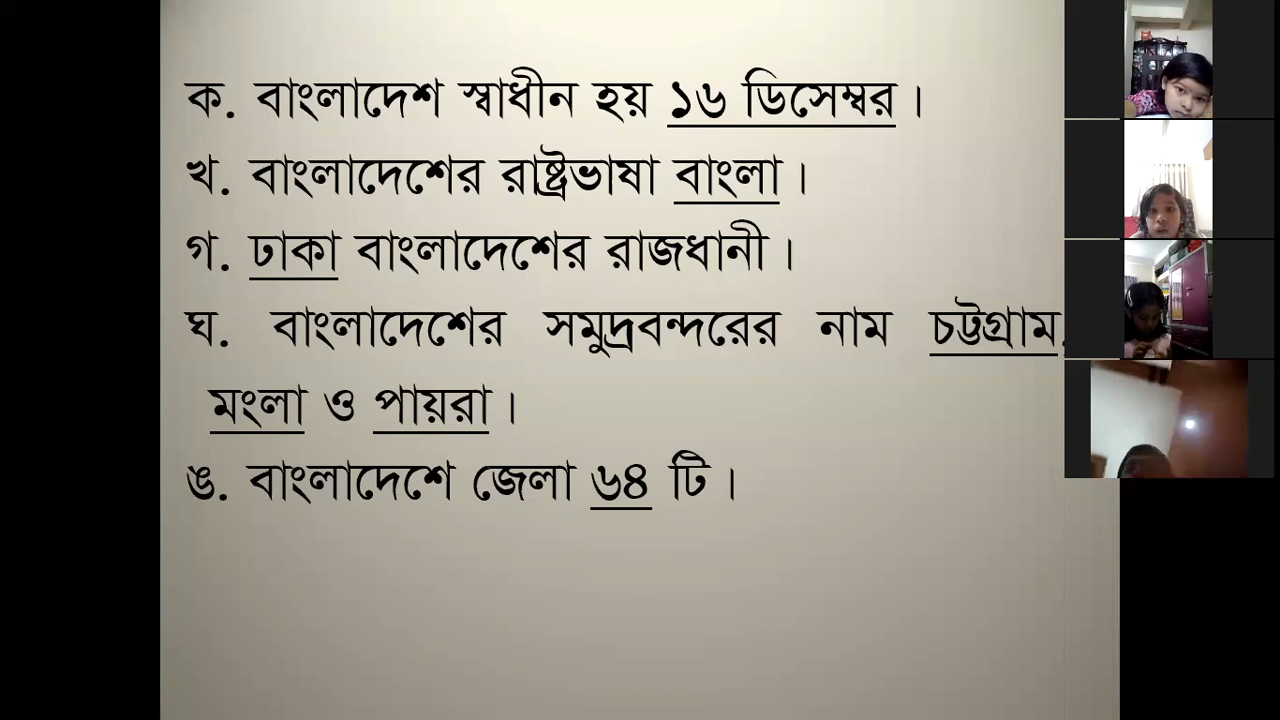 ক. বাংলাদেশ স্বাধীন হয় ১৬ ডিসেম্বর।
খ. বাংলাদেশের রাষ্ট্রভাষা বাংলা।
গ. ঢাকা বাংলাদেশের রাজধানী।
ঘ. বাংলাদেশের সমুদ্রবন্দরের নাম চট্টগ্রাম,
মংলা ও পায়রা।
ঙ. বাংলাদেশে জেলা ৬৪ টি।